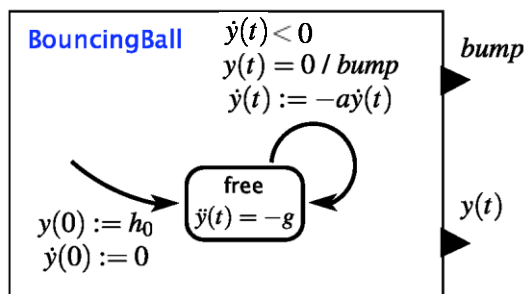 BouncingBall
ẏ(t) < 0
y(t) = 0 / bump
ẏ(t) := −aẏ(t)
bump
free
ÿ(t) = −g
y(0) := h₀
ẏ(0) := 0
y(t)